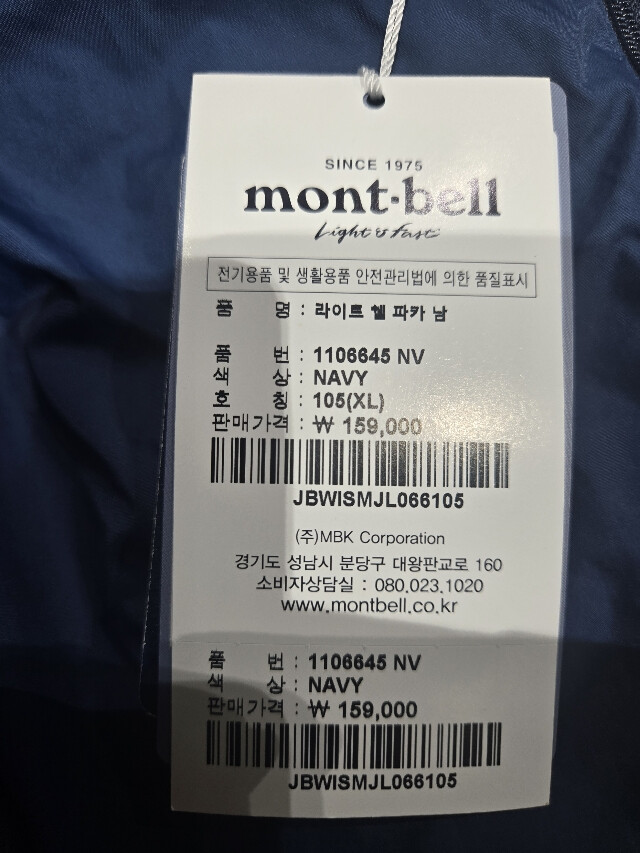 SINCE 1975
mont·bell
Light & Fast
전기용품 및 생활용품 안전관리법에 의한 품질표시
품 명 : 라이트 쉘 파카 남
품 번 : 1106645 NV
색 상 : NAVY
호 칭 : 105(XL)
판매가격 : ₩ 159,000
JBWISMJL066105
(주)MBK Corporation
경기도 성남시 분당구 대왕판교로 160
소비자상담실 : 080.023.1020
www.montbell.co.kr
품 번 : 1106645 NV
색 상 : NAVY
판매가격 : ₩ 159,000
JBWISMJL066105